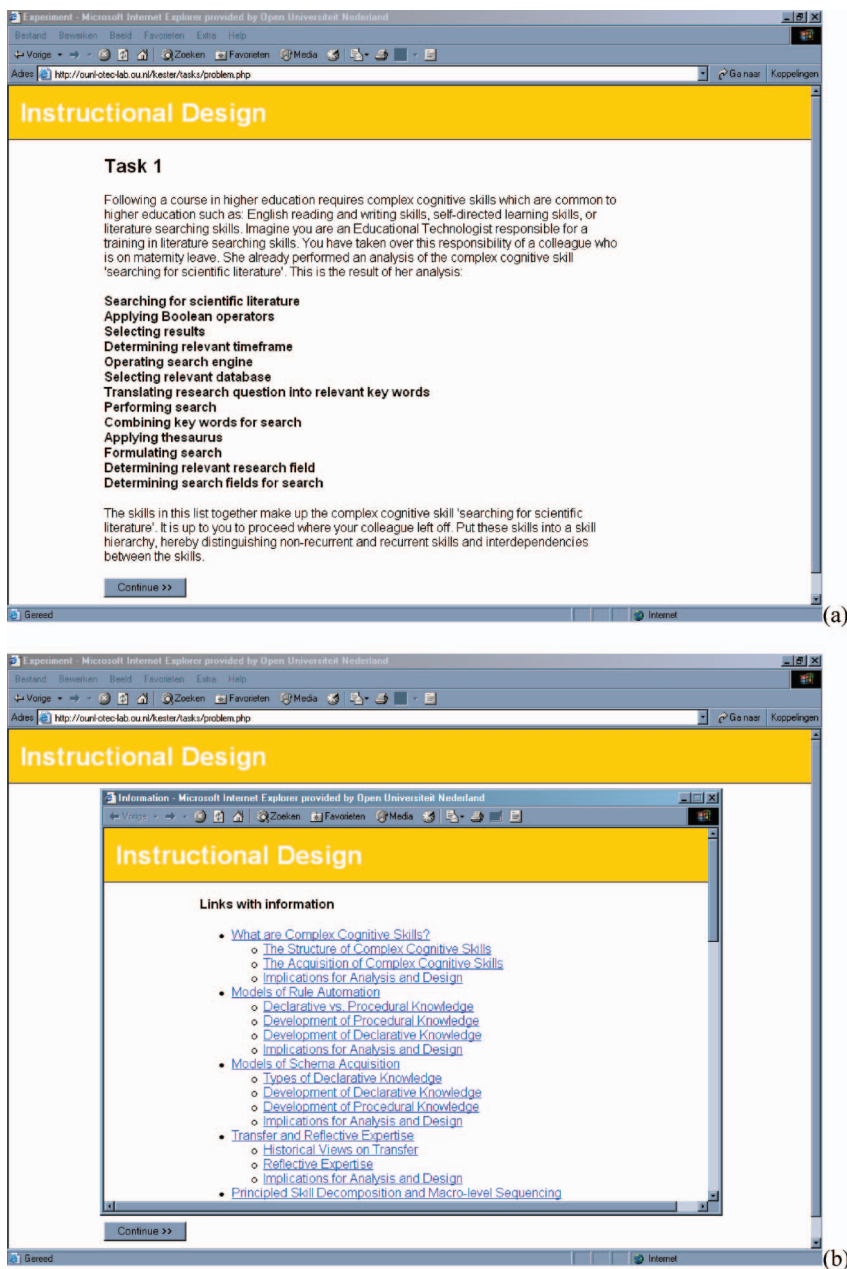 Experiment - Microsoft Internet Explorer provided by Open Universiteit Nederland
Bestand Bewerken Beeld Favorieten Extra Help
Vorige Zoeken Favorieten Media
Adres http://ounl-otec-lab.ou.nl/kester/tasks/problem.php Ga naar Koppelingen
Instructional Design
Task 1
Following a course in higher education requires complex cognitive skills which are common to
higher education such as: English reading and writing skills, self-directed learning skills, or
literature searching skills. Imagine you are an Educational Technologist responsible for a
training in literature searching skills. You have taken over this responsibility of a colleague who
is on maternity leave. She already performed an analysis of the complex cognitive skill
'searching for scientific literature'. This is the result of her analysis:
Searching for scientific literature
Applying Boolean operators
Selecting results
Determining relevant timeframe
Operating search engine
Selecting relevant database
Translating research question into relevant key words
Performing search
Combining key words for search
Applying thesaurus
Formulating search
Determining relevant research field
Determining search fields for search
The skills in this list together make up the complex cognitive skill 'searching for scientific
literature'. It is up to you to proceed where your colleague left off. Put these skills into a skill
hierarchy, hereby distinguishing non-recurrent and recurrent skills and interdependencies
between the skills.
Continue >>
Gereed Internet
(a)
Experiment - Microsoft Internet Explorer provided by Open Universiteit Nederland
Bestand Bewerken Beeld Favorieten Extra Help
Vorige Zoeken Favorieten Media
Adres http://ounl-otec-lab.ou.nl/kester/tasks/problem.php Ga naar Koppelingen
Instructional Design
Information - Microsoft Internet Explorer provided by Open Universiteit Nederland
Vorige Zoeken Favorieten Media
Instructional Design
Links with information
• What are Complex Cognitive Skills?
o The Structure of Complex Cognitive Skills
o The Acquisition of Complex Cognitive Skills
o Implications for Analysis and Design
• Models of Rule Automation
o Declarative vs. Procedural Knowledge
o Development of Procedural Knowledge
o Development of Declarative Knowledge
o Implications for Analysis and Design
• Models of Schema Acquisition
o Types of Declarative Knowledge
o Development of Declarative Knowledge
o Development of Procedural Knowledge
o Implications for Analysis and Design
• Transfer and Reflective Expertise
o Historical Views on Transfer
o Reflective Expertise
o Implications for Analysis and Design
• Principled Skill Decomposition and Macro-level Sequencing
Continue >>
Gereed Internet
(b)